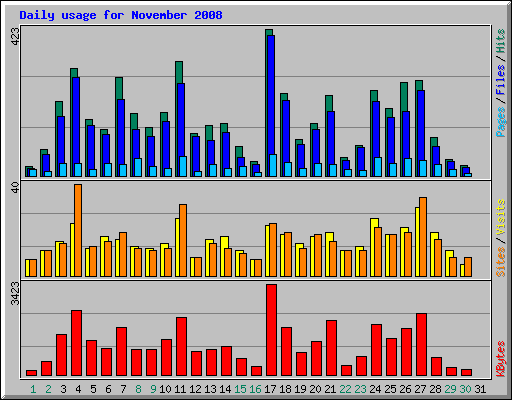 Daily usage for November 2008
423
Pages / Files / Hits
40
Sites / Visits
3423
KBytes
1 2 3 4 5 6 7 8 9 10 11 12 13 14 15 16 17 18 19 20 21 22 23 24 25 26 27 28 29 30 31